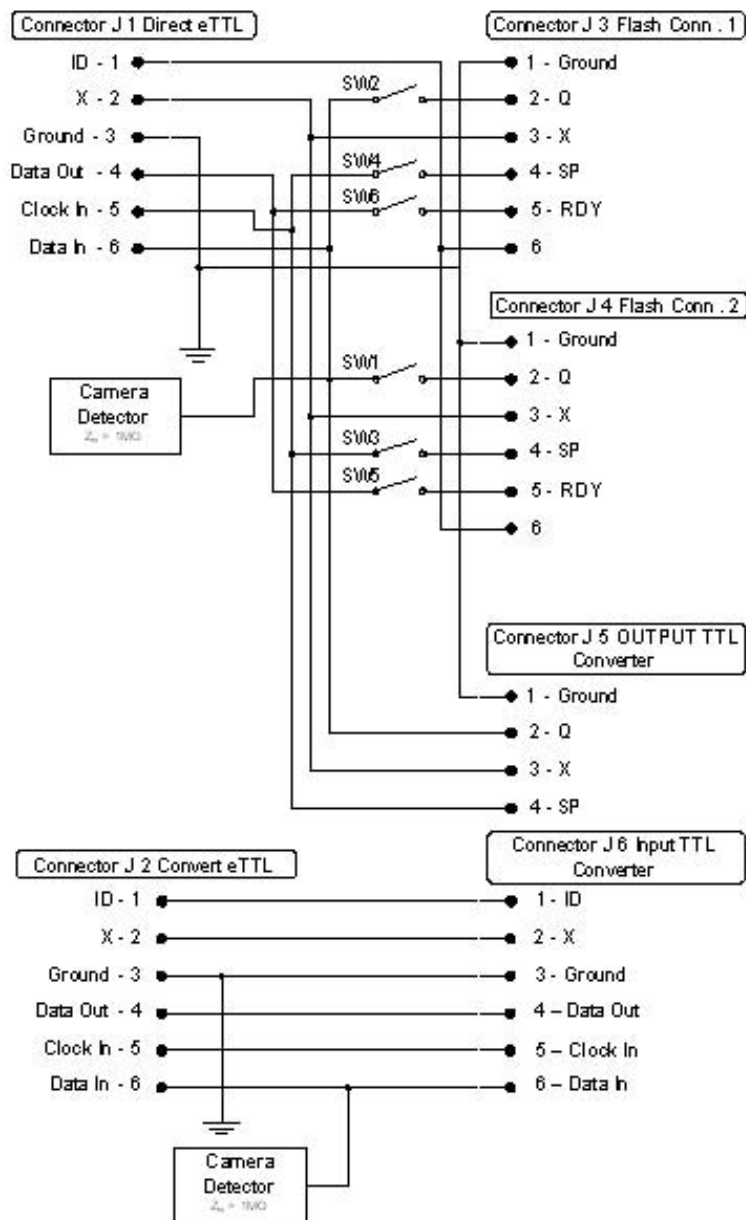 Connector J 1 Direct eTTL
ID - 1
X - 2
Ground - 3
Data Out - 4
Clock In - 5
Data In - 6
Connector J 3 Flash Conn . 1
1 - Ground
2 - Q
3 - X
4 - SP
5 - RDY
6
SW2
SW4
SW6
Connector J 4 Flash Conn . 2
1 - Ground
2 - Q
3 - X
4 - SP
5 - RDY
6
SW1
SW3
SW5
Camera
Detector
Connector J 5 OUTPUT TTL
Converter
1 - Ground
2 - Q
3 - X
4 - SP
Connector J 2 Convert eTTL
ID - 1
X - 2
Ground - 3
Data Out - 4
Clock In - 5
Data In - 6
Connector J 6 Input TTL
Converter
1 - ID
2 - X
3 - Ground
4 – Data Out
5 – Clock In
6 – Data In
Camera
Detector